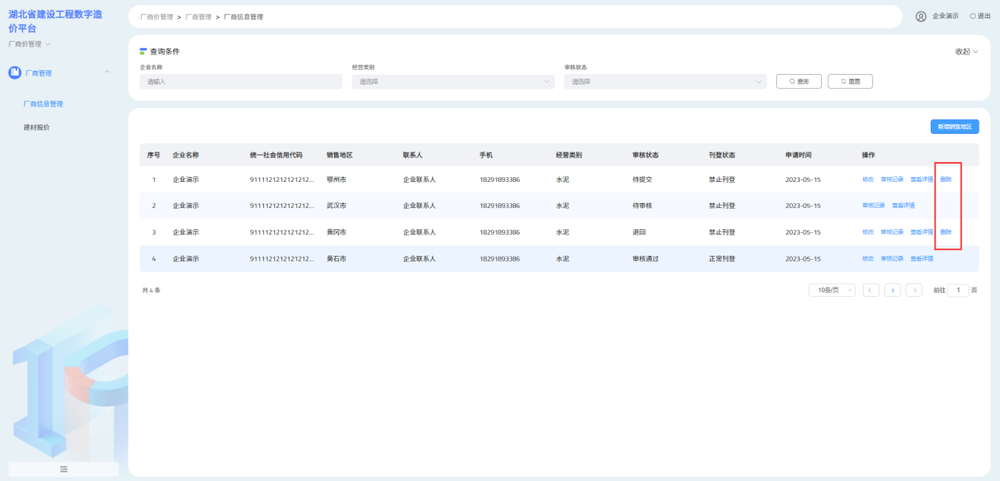 湖北省建设工程数字造
价平台
厂商价管理
厂商管理
厂商信息管理
建材报价
厂商价管理 > 厂商管理 > 厂商信息管理
企业演示 退出
查询条件 收起
企业名称 经营类别 审核状态
请输入 请选择 请选择 查询 重置
新增销售地区
序号 企业名称 统一社会信用代码 销售地区 联系人 手机 经营类别 审核状态 刊登状态 申请时间 操作
1 企业演示 9111121212121212... 鄂州市 企业联系人 18291893386 水泥 待提交 禁止刊登 2023-05-15 修改 审核记录 查看详情 删除
2 企业演示 9111121212121212... 武汉市 企业联系人 18291893386 水泥 待审核 禁止刊登 2023-05-15 审核记录 查看详情
3 企业演示 9111121212121212... 黄冈市 企业联系人 18291893386 水泥 退回 禁止刊登 2023-05-15 修改 审核记录 查看详情 删除
4 企业演示 9111121212121212... 黄石市 企业联系人 18291893386 水泥 审核通过 正常刊登 2023-05-15 修改 审核记录 查看详情
共 4 条 10条/页 < 1 > 前往 1 页